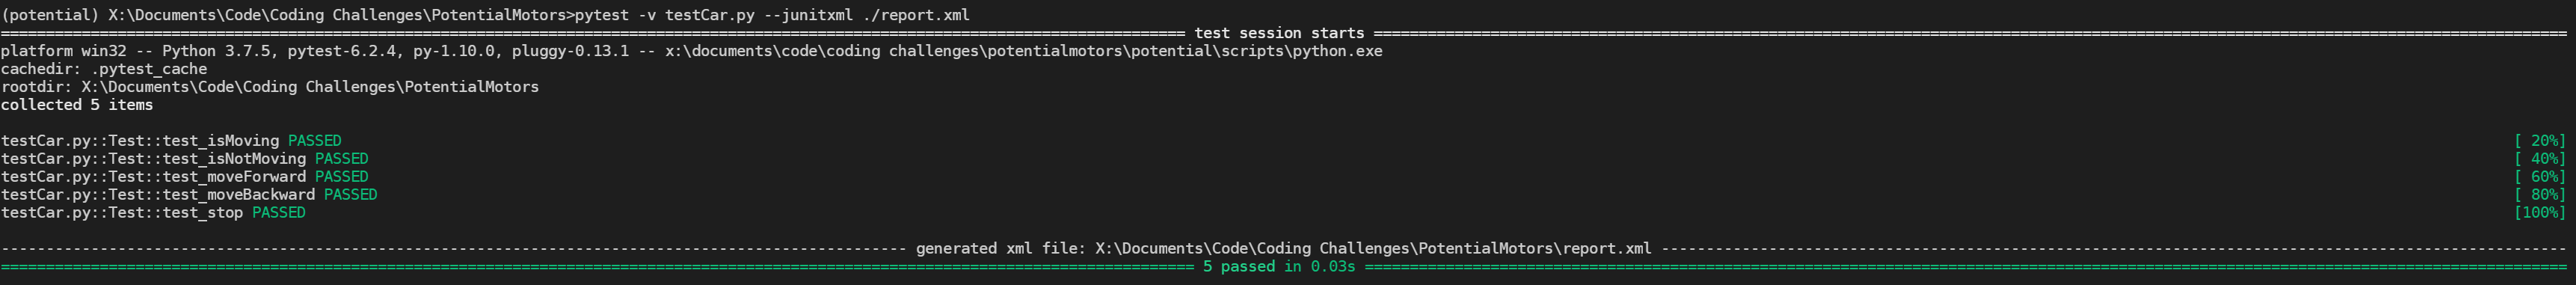 (potential) X:\Documents\Code\Coding Challenges\PotentialMotors>pytest -v testCar.py --junitxml ./report.xml
============================================== test session starts ==============================================
platform win32 -- Python 3.7.5, pytest-6.2.4, py-1.10.0, pluggy-0.13.1 -- x:\documents\code\coding challenges\potentialmotors\potential\scripts\python.exe
cachedir: .pytest_cache
rootdir: X:\Documents\Code\Coding Challenges\PotentialMotors
collected 5 items
testCar.py::Test::test_isMoving PASSED [ 20%]
testCar.py::Test::test_isNotMoving PASSED [ 40%]
testCar.py::Test::test_moveForward PASSED [ 60%]
testCar.py::Test::test_moveBackward PASSED [ 80%]
testCar.py::Test::test_stop PASSED [100%]
---------------------------------------------- generated xml file: X:\Documents\Code\Coding Challenges\PotentialMotors\report.xml ----------------------------------------------
============================================== 5 passed in 0.03s ==============================================